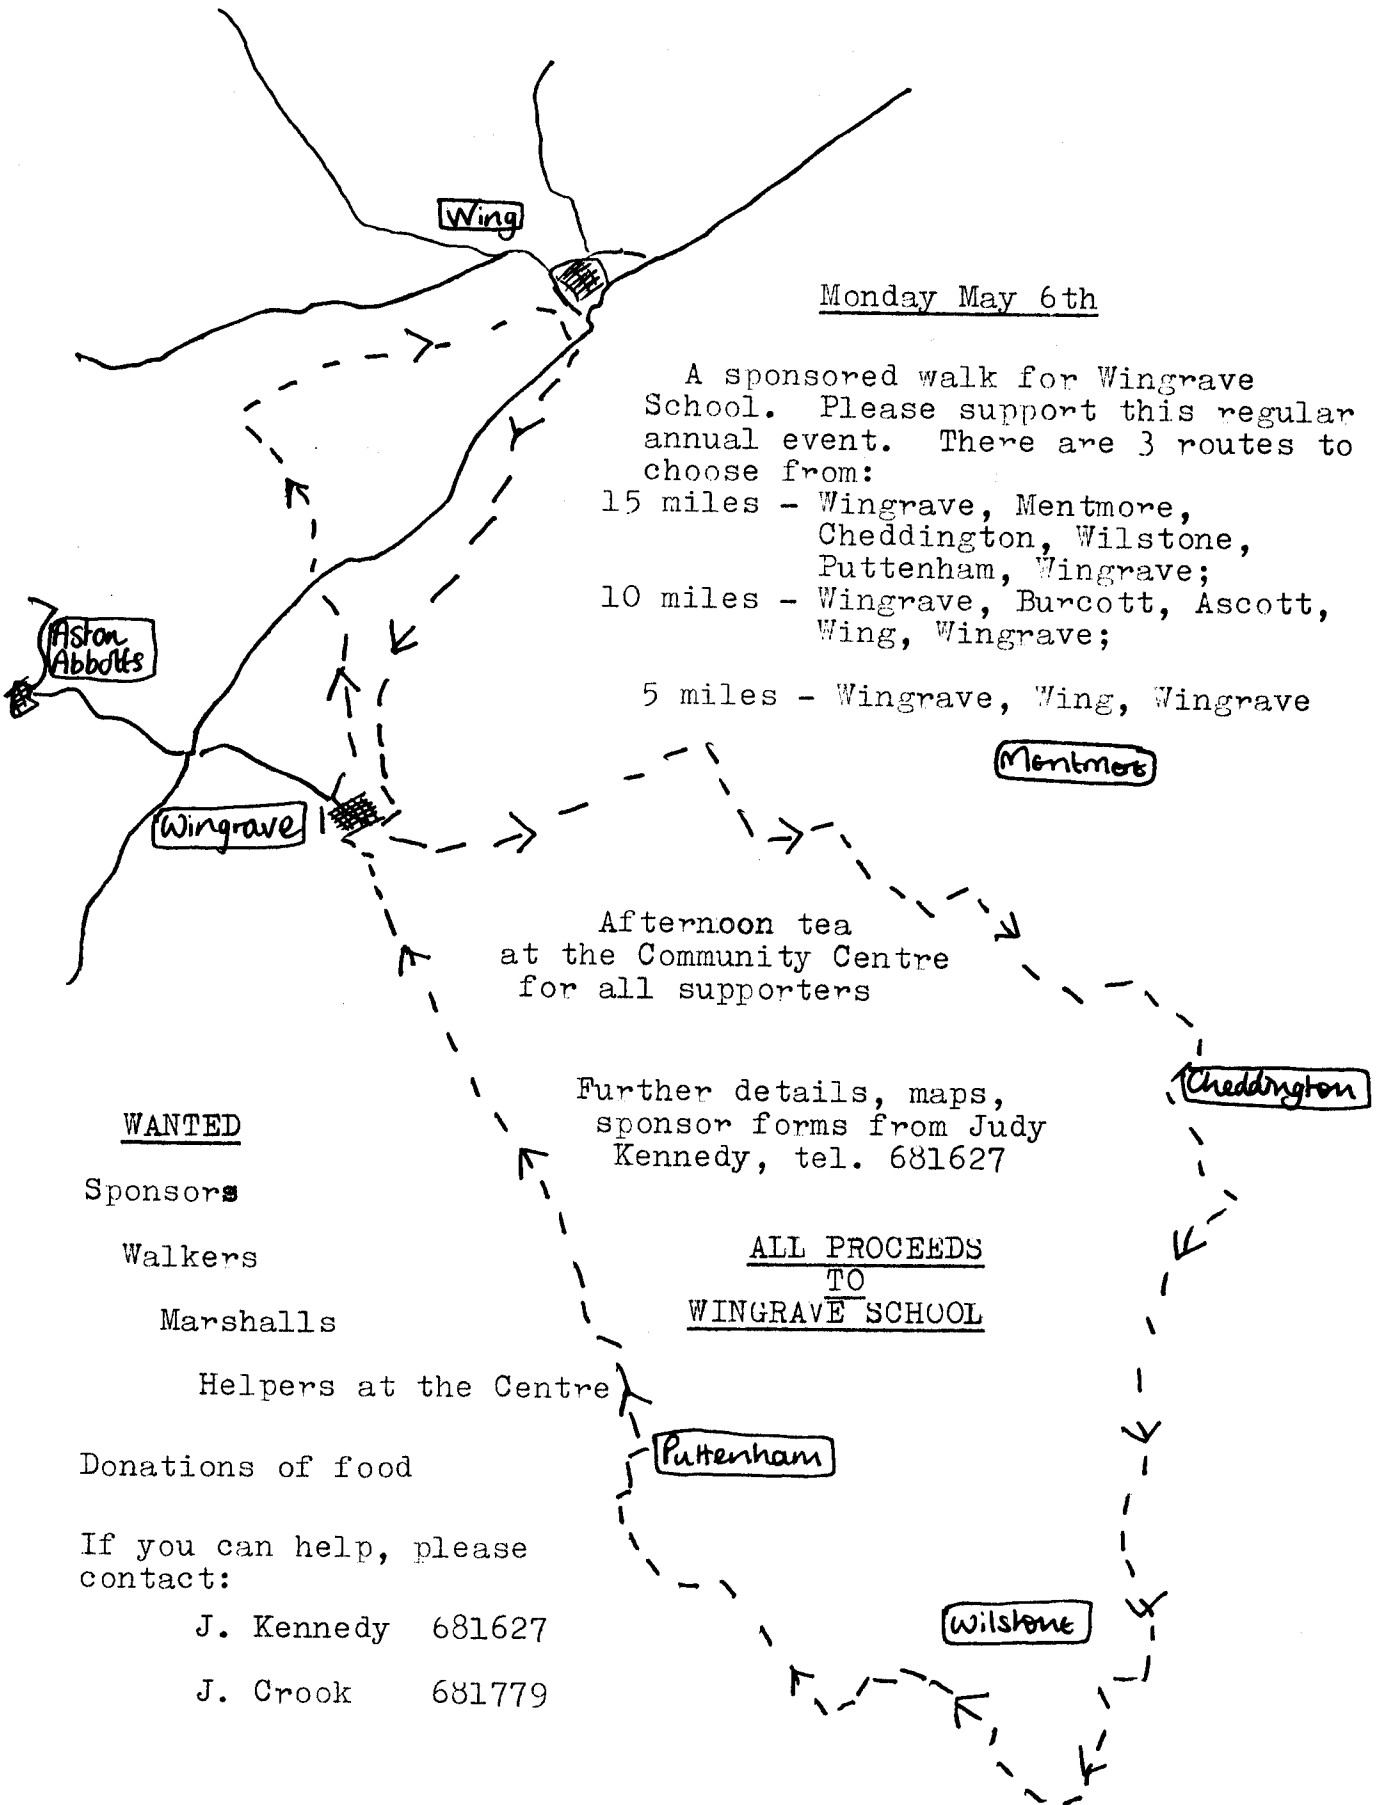 Wing
Monday May 6th
A sponsored walk for Wingrave
School. Please support this regular
annual event. There are 3 routes to
choose from:
15 miles - Wingrave, Mentmore,
Cheddington, Wilstone,
Puttenham, Wingrave;
10 miles - Wingrave, Burcott, Ascott,
Wing, Wingrave;
5 miles - Wingrave, Wing, Wingrave
Aston
Abbotts
Mentmore
Wingrave
Afternoon tea
at the Community Centre
for all supporters
Cheddington
Further details, maps,
sponsor forms from Judy
Kennedy, tel. 681627
WANTED
Sponsors
Walkers
Marshalls
Helpers at the Centre
ALL PROCEEDS
TO
WINGRAVE SCHOOL
Puttenham
Donations of food
If you can help, please
contact:
J. Kennedy 681627
J. Crook 681779
Wilstone